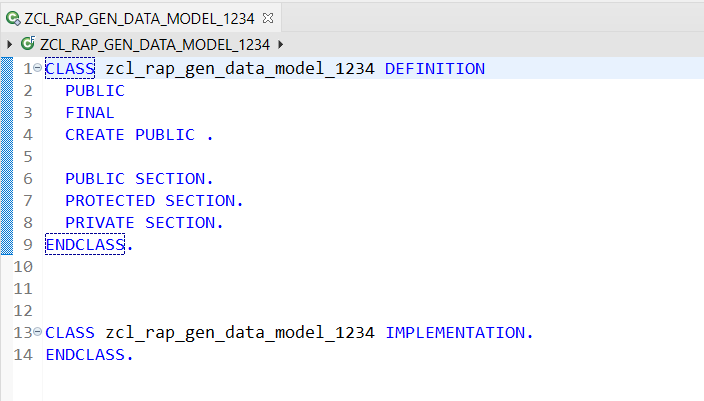 ZCL_RAP_GEN_DATA_MODEL_1234
ZCL_RAP_GEN_DATA_MODEL_1234
1 CLASS zcl_rap_gen_data_model_1234 DEFINITION
2 PUBLIC
3 FINAL
4 CREATE PUBLIC .
5
6 PUBLIC SECTION.
7 PROTECTED SECTION.
8 PRIVATE SECTION.
9 ENDCLASS.
10
11
12
13 CLASS zcl_rap_gen_data_model_1234 IMPLEMENTATION.
14 ENDCLASS.